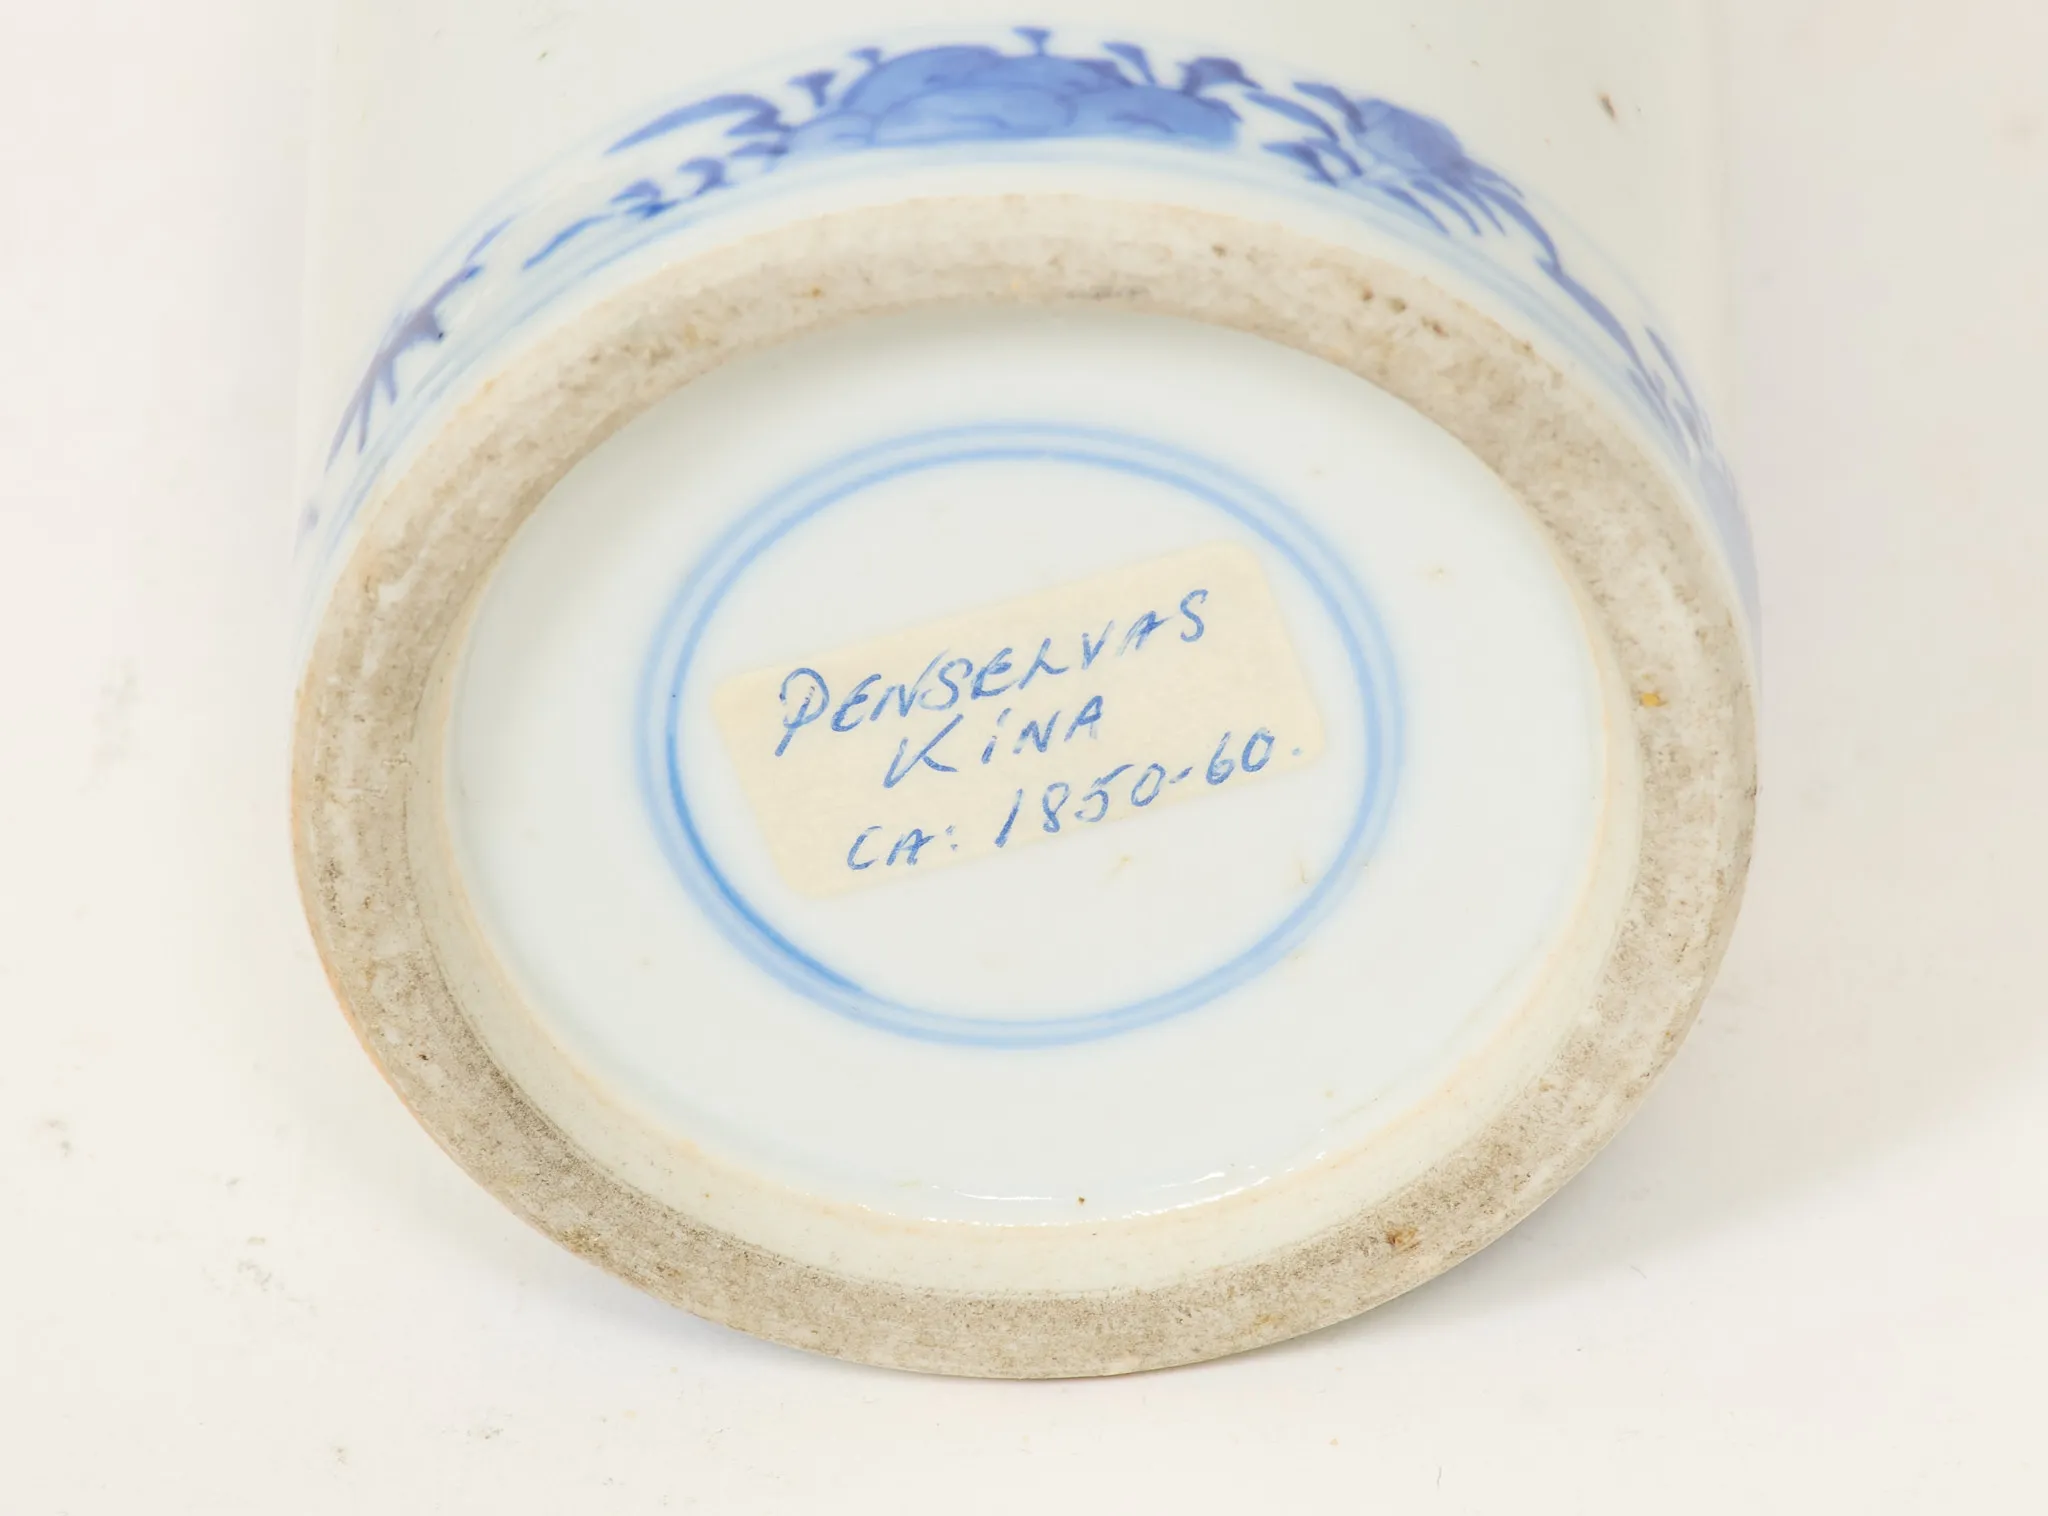 PENSELVAS
KINA
CA: 1850-60.